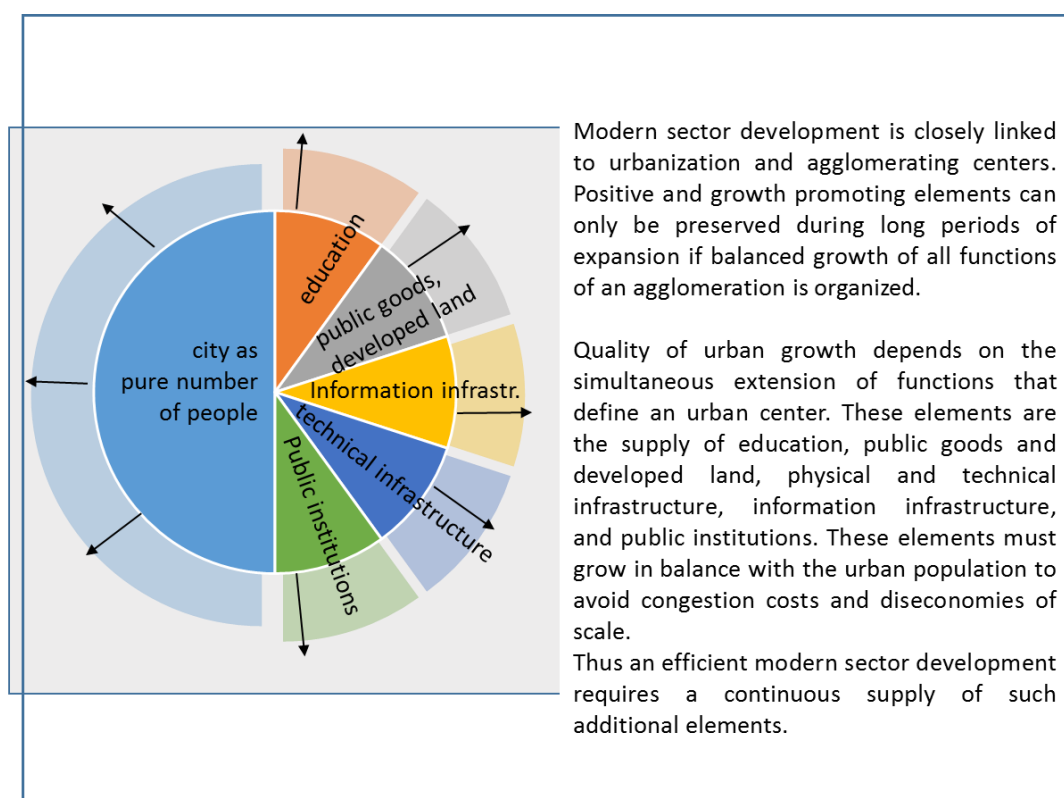 education
public goods,
developed land
city as
pure number
of people
Information infrastr.
technical infrastructure
Public institutions
Modern sector development is closely linked
to urbanization and agglomerating centers.
Positive and growth promoting elements can
only be preserved during long periods of
expansion if balanced growth of all functions
of an agglomeration is organized.
Quality of urban growth depends on the
simultaneous extension of functions that
define an urban center. These elements are
the supply of education, public goods and
developed land, physical and technical
infrastructure, information infrastructure,
and public institutions. These elements must
grow in balance with the urban population to
avoid congestion costs and diseconomies of
scale.
Thus an efficient modern sector development
requires a continuous supply of such
additional elements.